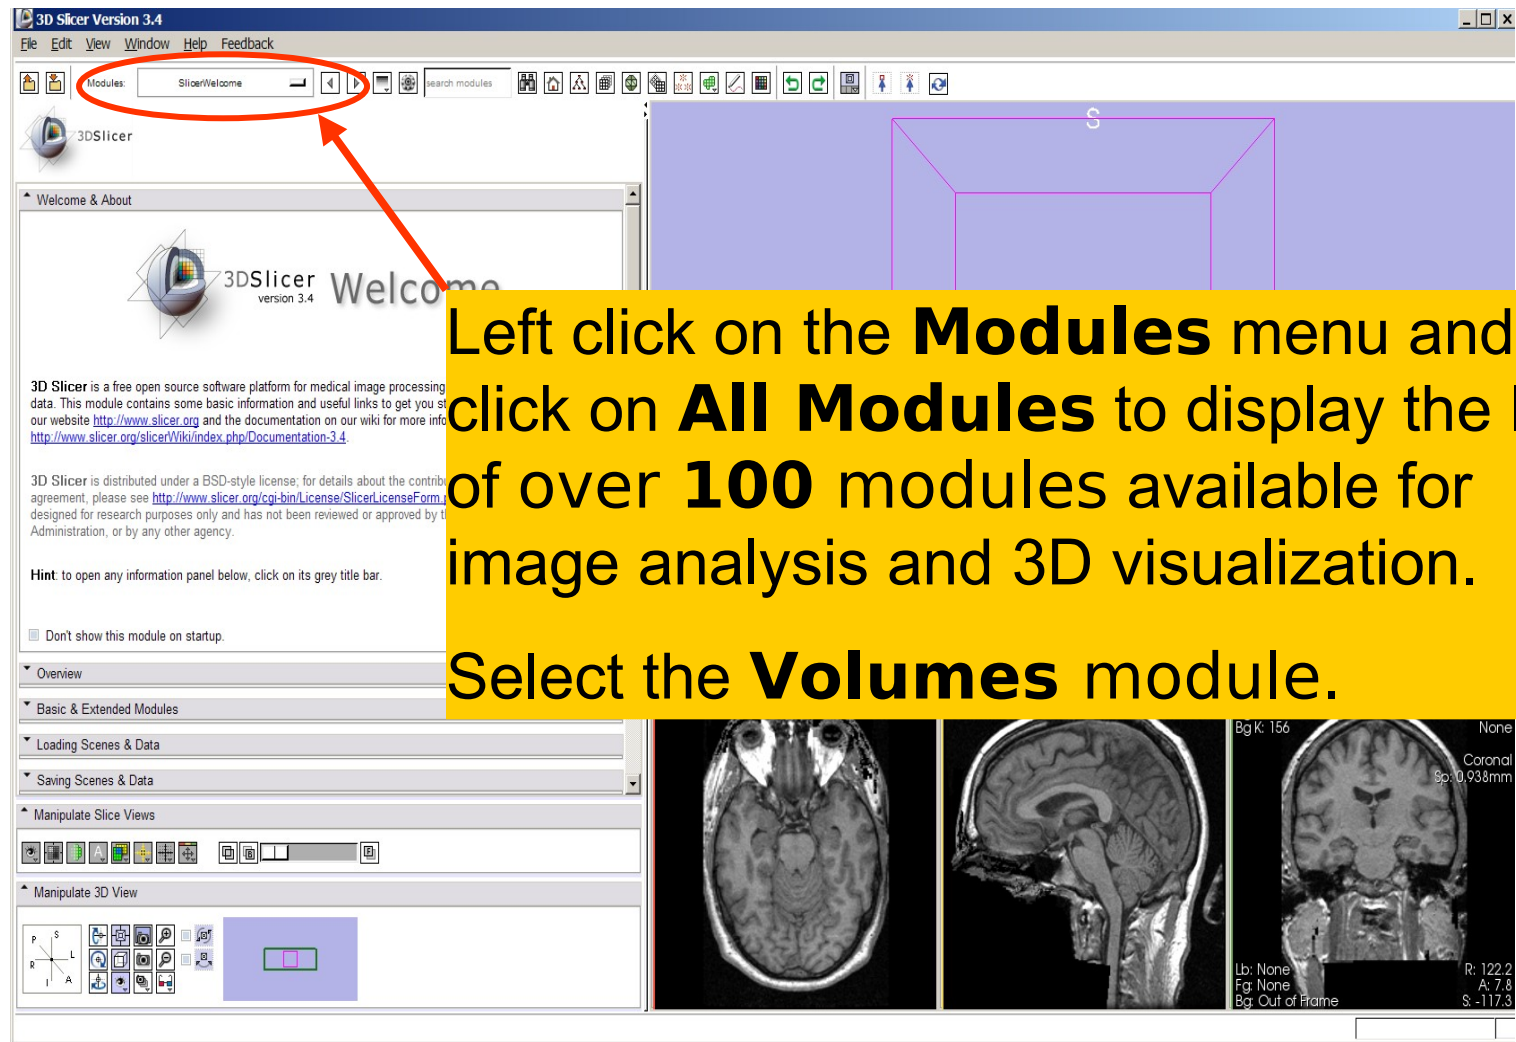 3D Slicer Version 3.4
File Edit View Window Help Feedback
Modules: SlicerWelcome search modules
3DSlicer
Welcome & About
3DSlicer
version 3.4
Welcome
3D Slicer is a free open source software platform for medical image processing
data. This module contains some basic information and useful links to get you st
our website http://www.slicer.org and the documentation on our wiki for more info
http://www.slicer.org/slicerWiki/index.php/Documentation-3.4.
3D Slicer is distributed under a BSD-style license; for details about the contribu
agreement, please see http://www.slicer.org/cgi-bin/License/SlicerLicenseForm.
designed for research purposes only and has not been reviewed or approved by t
Administration, or by any other agency.
Hint: to open any information panel below, click on its grey title bar.
Don't show this module on startup.
Overview
Basic & Extended Modules
Loading Scenes & Data
Saving Scenes & Data
Manipulate Slice Views
Manipulate 3D View
P S
R L
I A
S
Left click on the Modules menu and
click on All Modules to display the
of over 100 modules available for
image analysis and 3D visualization.
Select the Volumes module.
Bg K: 156
None
Coronal
Sp: 0.938mm
Lb: None
Fg: None
Bg: Out of Frame
R: 122.2
A: 7.8
S: -117.3